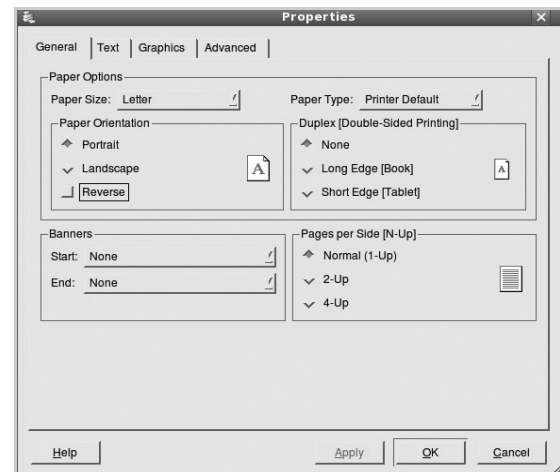 Properties
General Text Graphics Advanced
Paper Options
Paper Size: Letter Paper Type: Printer Default
Paper Orientation
Portrait
Landscape
Reverse
A
Duplex [Double-Sided Printing]
None
Long Edge [Book]
Short Edge [Tablet]
A
Banners
Start: None
End: None
Pages per Side [N-Up]
Normal (1-Up)
2-Up
4-Up
Help Apply OK Cancel